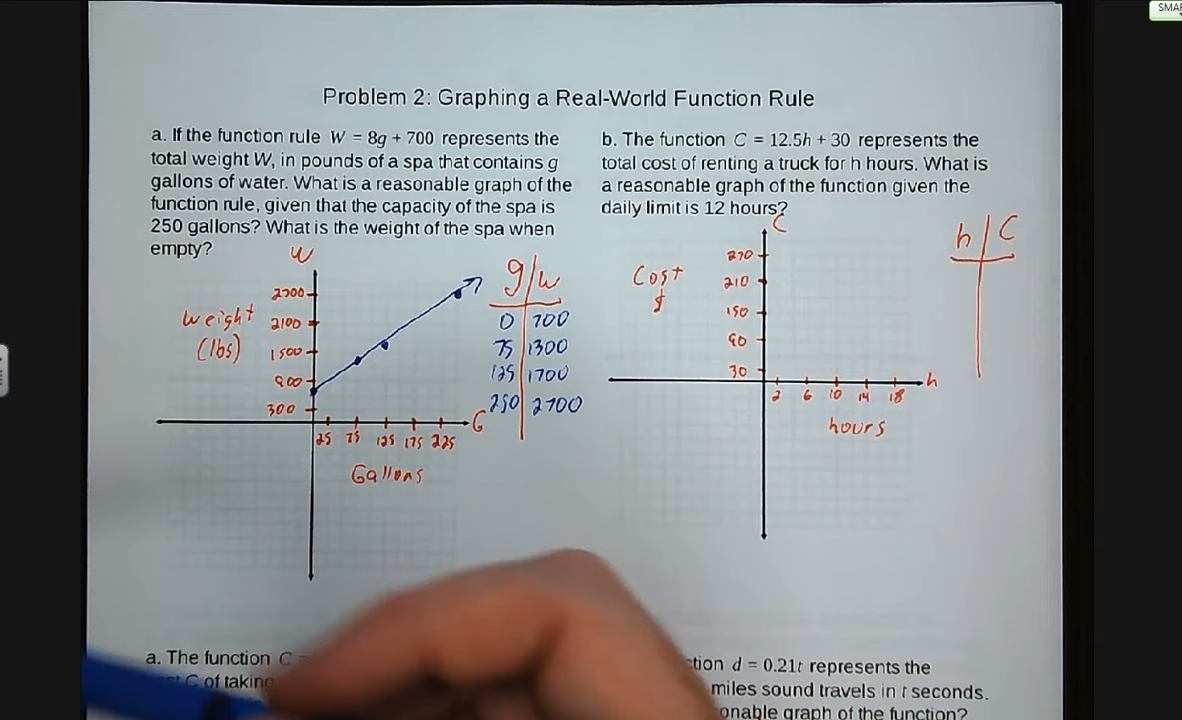 SMAR
Problem 2: Graphing a Real-World Function Rule
a. If the function rule W = 8g + 700 represents the
total weight W, in pounds of a spa that contains g
gallons of water. What is a reasonable graph of the
function rule, given that the capacity of the spa is
250 gallons? What is the weight of the spa when
empty?
W
Weight
(lbs)
2700
2100
1500
900
300
25 75 125 175 225
G
Gallons
g W
0 700
75 1300
125 1700
250 2700
b. The function C = 12.5h + 30 represents the
total cost of renting a truck for h hours. What is
a reasonable graph of the function given the
daily limit is 12 hours?
C
Cost
$
270
210
150
90
30
2 6 10 14 18
h
hours
h C
a. The function C =
C of taking
tion d = 0.21t represents the
miles sound travels in t seconds.
onable graph of the function?